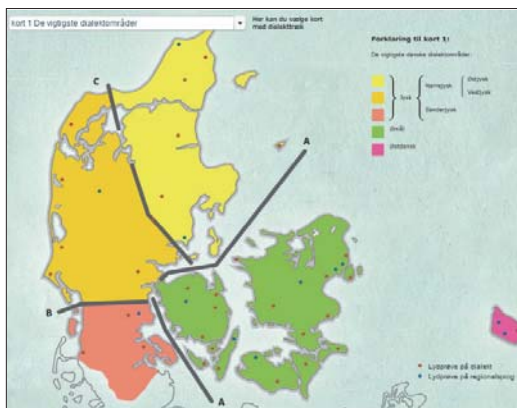 kort 1 De vigtigste dialektområder
Her kan du vælge kort
med dialekttræk
Forklaring til kort 1:
De vigtigste danske dialektområder:
Jysk
Nørrejysk
Østjysk
Vestjysk
Sønderjysk
Ømål
Østdansk
C
A
B
A
Lydprøve på dialekt
Lydprøve på regionalsprog